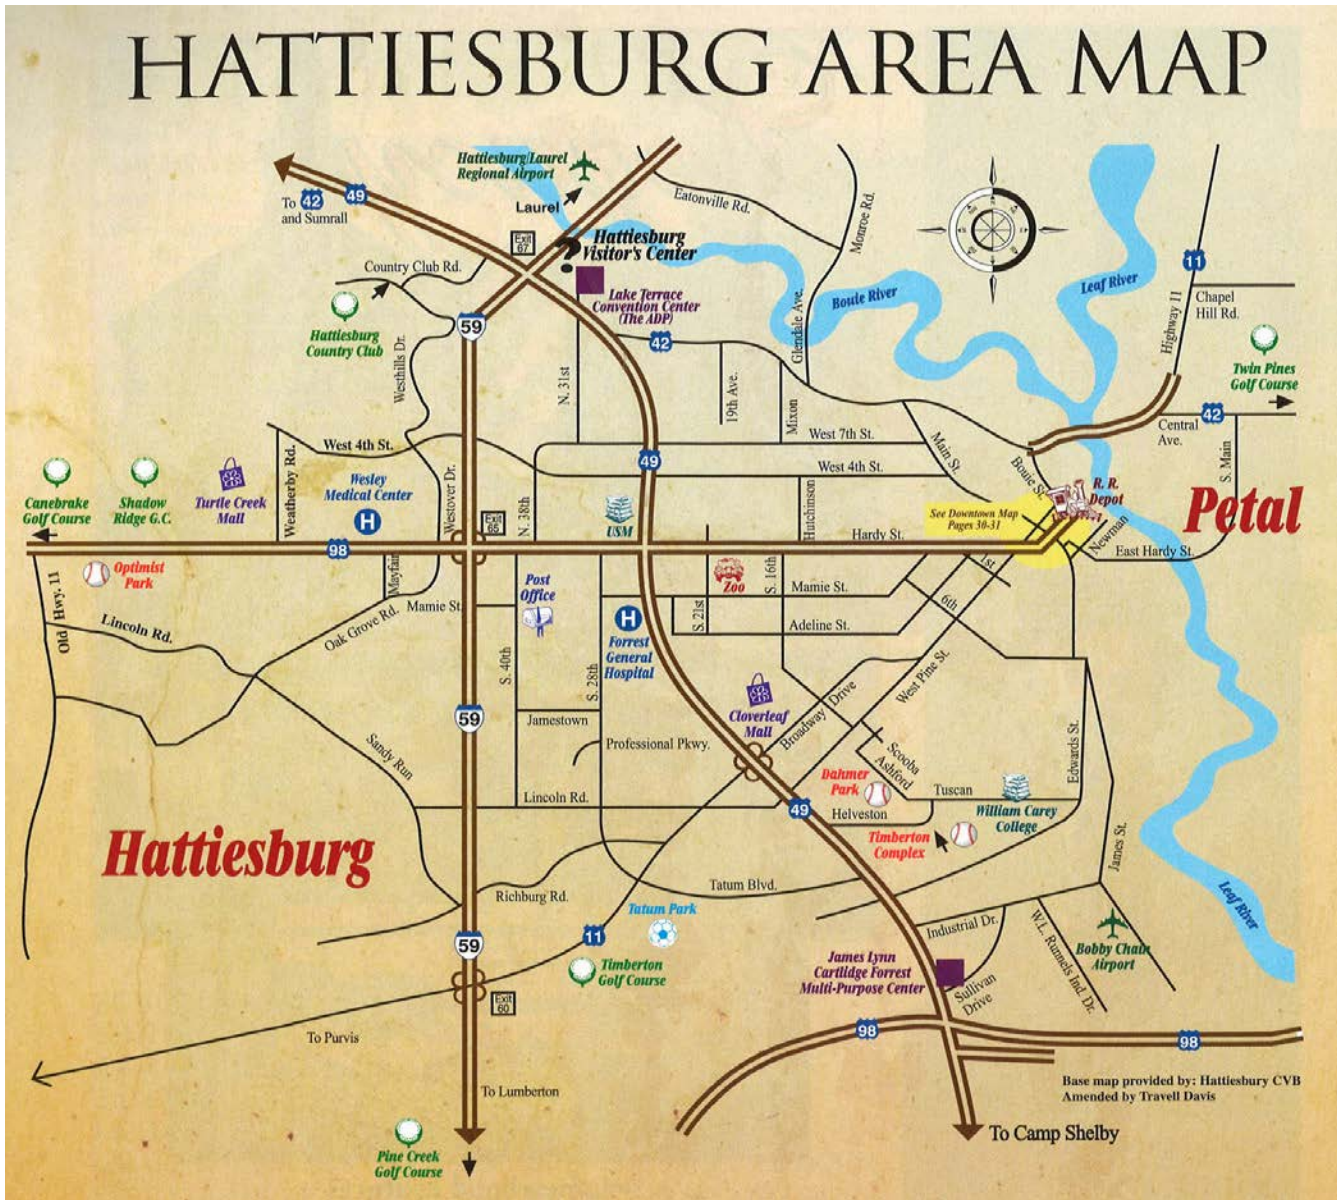 HATTIESBURG AREA MAP
Hattiesburg/Laurel
Regional Airport
Laurel
To 42
and Sumrall
49
Exit
67
Hattiesburg
Visitor's Center
Eatonville Rd.
Monroe Rd.
Country Club Rd.
Hattiesburg
Country Club
59
Westhills Dr.
Lake Terrace
Convention Center
(The ADP)
42
N. 31st
19th Ave.
Mixon
Glendale Ave.
Bouie River
Leaf River
11
Highway 11
Chapel
Hill Rd.
Twin Pines
Golf Course
42
Central
Ave.
S. Main
Petal
West 7th St.
West 4th St.
West 4th St.
Main St.
Bouie St.
R. R.
Depot
See Downtown Map
Pages 30-31
Newman
East Hardy St.
Hardy St.
Hutchinson
49
USM
N. 38th
Exit
65
Westover Dr.
Wesley
Medical Center
H
Weatherby Rd.
Turtle Creek
Mall
Shadow
Ridge G.C.
Canebrake
Golf Course
98
Optimist
Park
Old Hwy. 11
Lincoln Rd.
Mayfair
Oak Grove Rd.
Mamie St.
Post
Office
S. 40th
S. 28th
H
Forrest
General
Hospital
Zoo
S. 21st
S. 16th
Mamie St.
Adeline St.
1st
6th
West Pine St.
Broadway Drive
Cloverleaf
Mall
59
Jamestown
Professional Pkwy.
Sandy Run
Lincoln Rd.
Scooba
Ashford
Edwards St.
Dahmer
Park
49
Helveston
Tuscan
William Carey
College
Timberton
Complex
James St.
Hattiesburg
Richburg Rd.
Tatum Blvd.
Tatum Park
11
59
Timberton
Golf Course
Exit
60
Industrial Dr.
W.L. Runnels Ind. Dr.
Bobby Chain
Airport
Leaf River
James Lynn
Cartlidge Forrest
Multi-Purpose Center
Sullivan
Drive
98
98
To Purvis
To Lumberton
Base map provided by: Hattiesbury CVB
Amended by Travell Davis
To Camp Shelby
Pine Creek
Golf Course